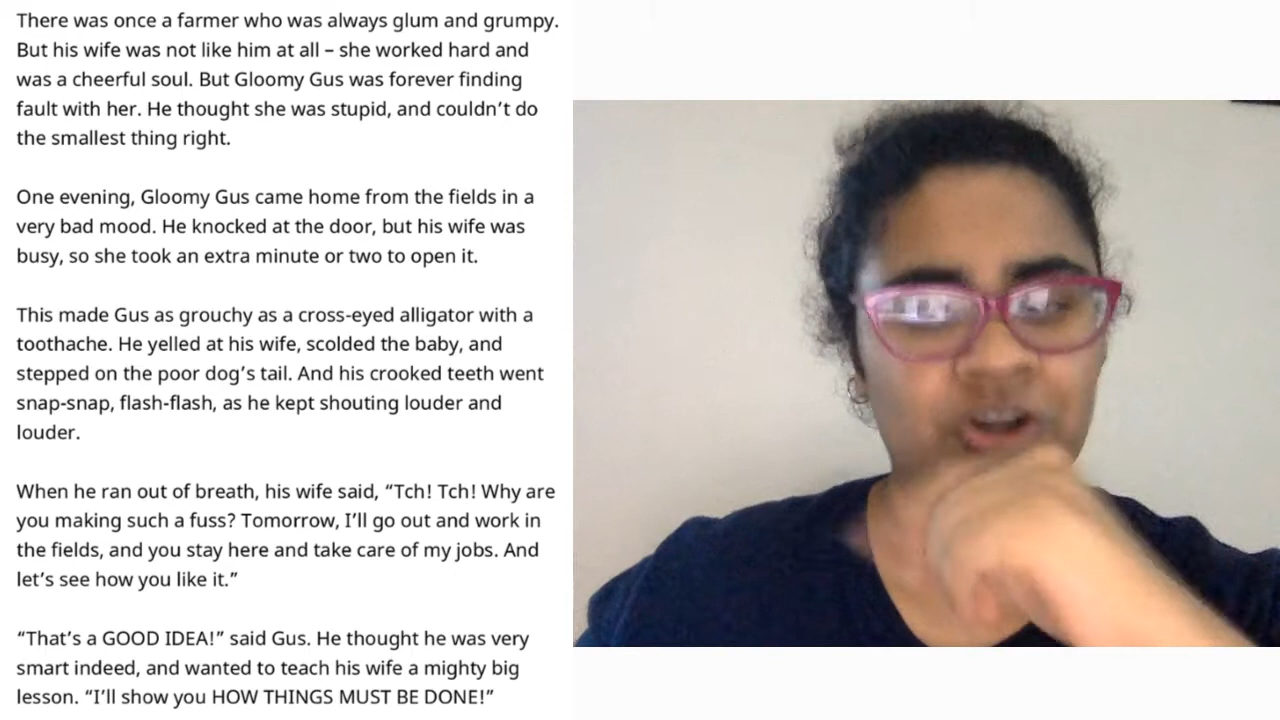 There was once a farmer who was always glum and grumpy.
But his wife was not like him at all – she worked hard and
was a cheerful soul. But Gloomy Gus was forever finding
fault with her. He thought she was stupid, and couldn’t do
the smallest thing right.
One evening, Gloomy Gus came home from the fields in a
very bad mood. He knocked at the door, but his wife was
busy, so she took an extra minute or two to open it.
This made Gus as grouchy as a cross-eyed alligator with a
toothache. He yelled at his wife, scolded the baby, and
stepped on the poor dog’s tail. And his crooked teeth went
snap-snap, flash-flash, as he kept shouting louder and
louder.
When he ran out of breath, his wife said, “Tch! Tch! Why are
you making such a fuss? Tomorrow, I’ll go out and work in
the fields, and you stay here and take care of my jobs. And
let’s see how you like it.”
“That’s a GOOD IDEA!” said Gus. He thought he was very
smart indeed, and wanted to teach his wife a mighty big
lesson. “I’ll show you HOW THINGS MUST BE DONE!”